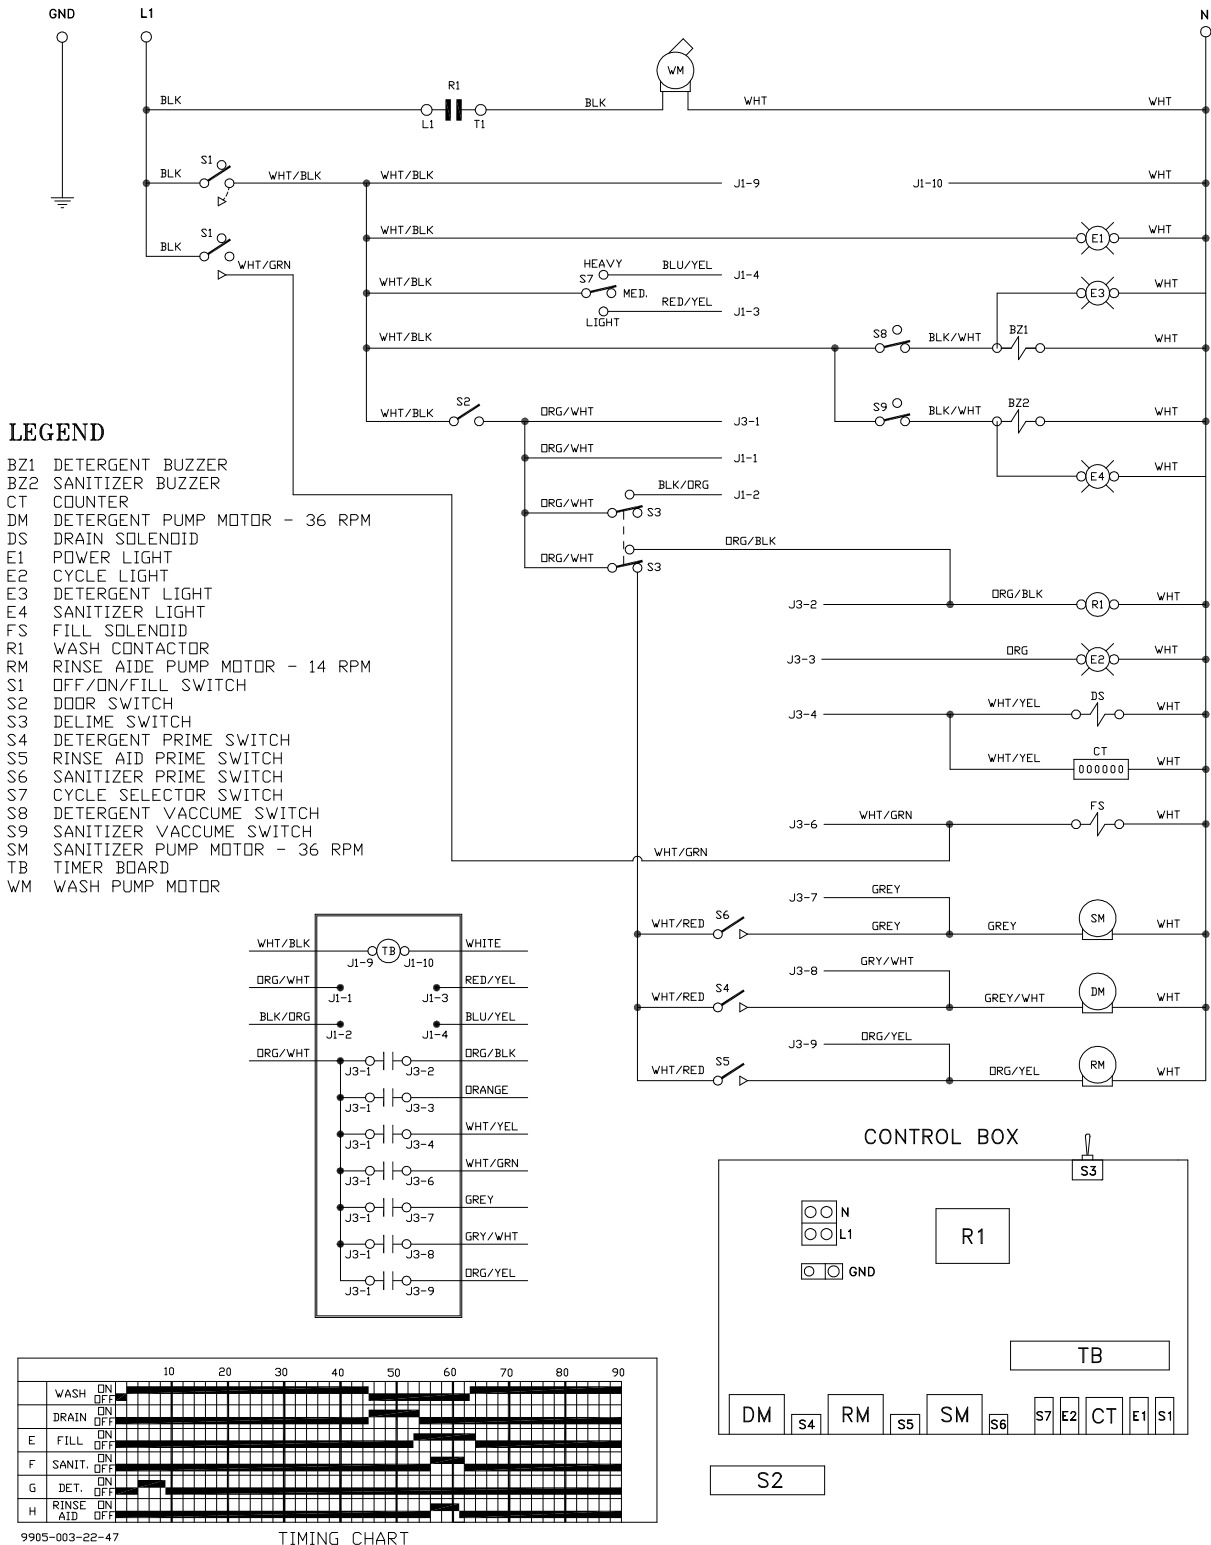 GND
L1
N
R1
WM
BLK
L1
T1
BLK
WHT
WHT
S1
BLK
WHT/BLK
WHT/BLK
J1-9
J1-10
WHT
S1
BLK
WHT/GRN
WHT/BLK
E1
WHT
HEAVY
BLU/YEL
J1-4
S7
MED.
WHT/BLK
RED/YEL
J1-3
LIGHT
E3
WHT
WHT/BLK
S8
BLK/WHT
BZ1
WHT
S2
WHT/BLK
ORG/WHT
J3-1
S9
BLK/WHT
BZ2
WHT
ORG/WHT
J1-1
E4
WHT
BLK/ORG
J1-2
ORG/WHT
S3
ORG/BLK
ORG/WHT
S3
J3-2
ORG/BLK
R1
WHT
J3-3
ORG
E2
WHT
J3-4
WHT/YEL
DS
WHT
WHT/YEL
CT
000000
WHT
J3-6
WHT/GRN
FS
WHT
WHT/GRN
J3-7
GREY
WHT/RED
S6
GREY
GREY
SM
WHT
J3-8
GRY/WHT
WHT/RED
S4
GREY/WHT
DM
WHT
J3-9
ORG/YEL
WHT/RED
S5
ORG/YEL
RM
WHT
LEGEND
BZ1 DETERGENT BUZZER
BZ2 SANITIZER BUZZER
CT COUNTER
DM DETERGENT PUMP MOTOR - 36 RPM
DS DRAIN SOLENOID
E1 POWER LIGHT
E2 CYCLE LIGHT
E3 DETERGENT LIGHT
E4 SANITIZER LIGHT
FS FILL SOLENOID
R1 WASH CONTACTOR
RM RINSE AIDE PUMP MOTOR - 14 RPM
S1 OFF/ON/FILL SWITCH
S2 DOOR SWITCH
S3 DELIME SWITCH
S4 DETERGENT PRIME SWITCH
S5 RINSE AID PRIME SWITCH
S6 SANITIZER PRIME SWITCH
S7 CYCLE SELECTOR SWITCH
S8 DETERGENT VACCUME SWITCH
S9 SANITIZER VACCUME SWITCH
SM SANITIZER PUMP MOTOR - 36 RPM
TB TIMER BOARD
WM WASH PUMP MOTOR
WHT/BLK
TB
WHITE
J1-9
J1-10
ORG/WHT
RED/YEL
J1-1
J1-3
BLK/ORG
BLU/YEL
J1-2
J1-4
ORG/WHT
ORG/BLK
J3-1
J3-2
ORANGE
J3-1
J3-3
WHT/YEL
J3-1
J3-4
WHT/GRN
J3-1
J3-6
GREY
J3-1
J3-7
GRY/WHT
J3-1
J3-8
ORG/YEL
J3-1
J3-9
CONTROL BOX
S3
N
L1
GND
R1
TB
DM
S4
RM
S5
SM
S6
S7
E2
CT
E1
S1
S2
10 20 30 40 50 60 70 80 90
WASH ON OFF
DRAIN ON OFF
E FILL ON OFF
F SANIT. ON OFF
G DET. ON OFF
H RINSE AID ON OFF
9905-003-22-47
TIMING CHART